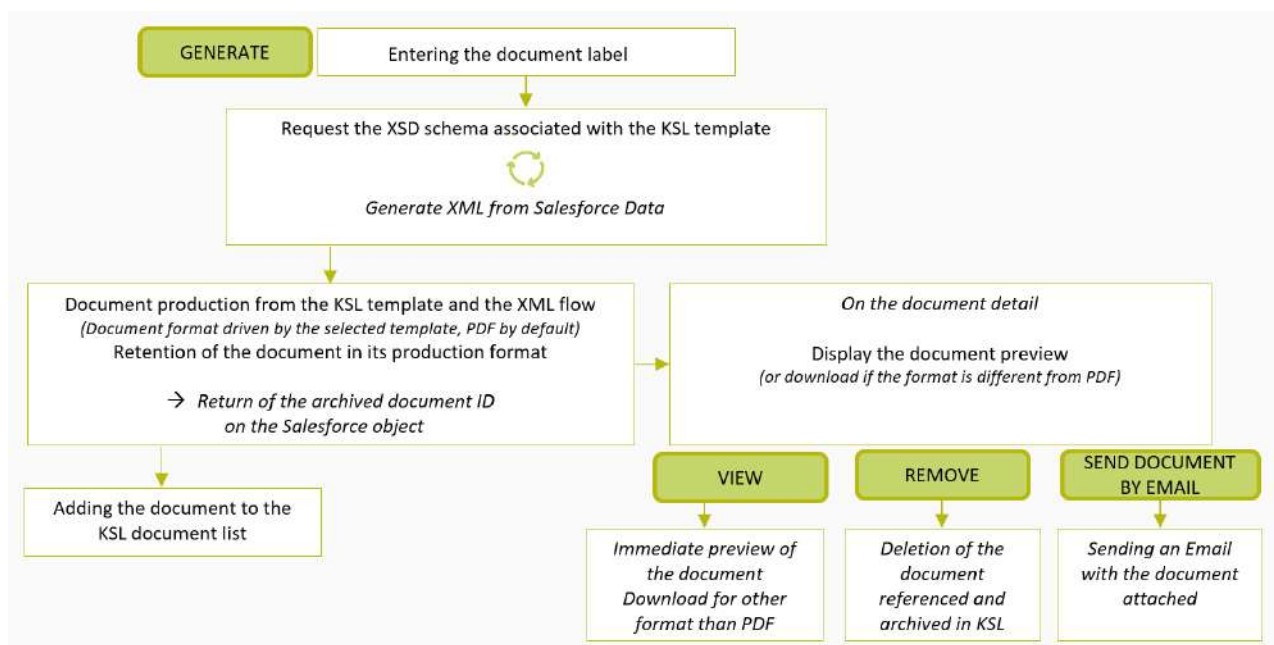 GENERATE
Entering the document label
Request the XSD schema associated with the KSL template
Generate XML from Salesforce Data
Document production from the KSL template and the XML flow
(Document format driven by the selected template, PDF by default)
Retention of the document in its production format
→ Return of the archived document ID
on the Salesforce object
On the document detail
Display the document preview
(or download if the format is different from PDF)
Adding the document to the
KSL document list
VIEW
Immediate preview of
the document
Download for other
format than PDF
REMOVE
Deletion of the
document
referenced and
archived in KSL
SEND DOCUMENT
BY EMAIL
Sending an Email
with the document
attached